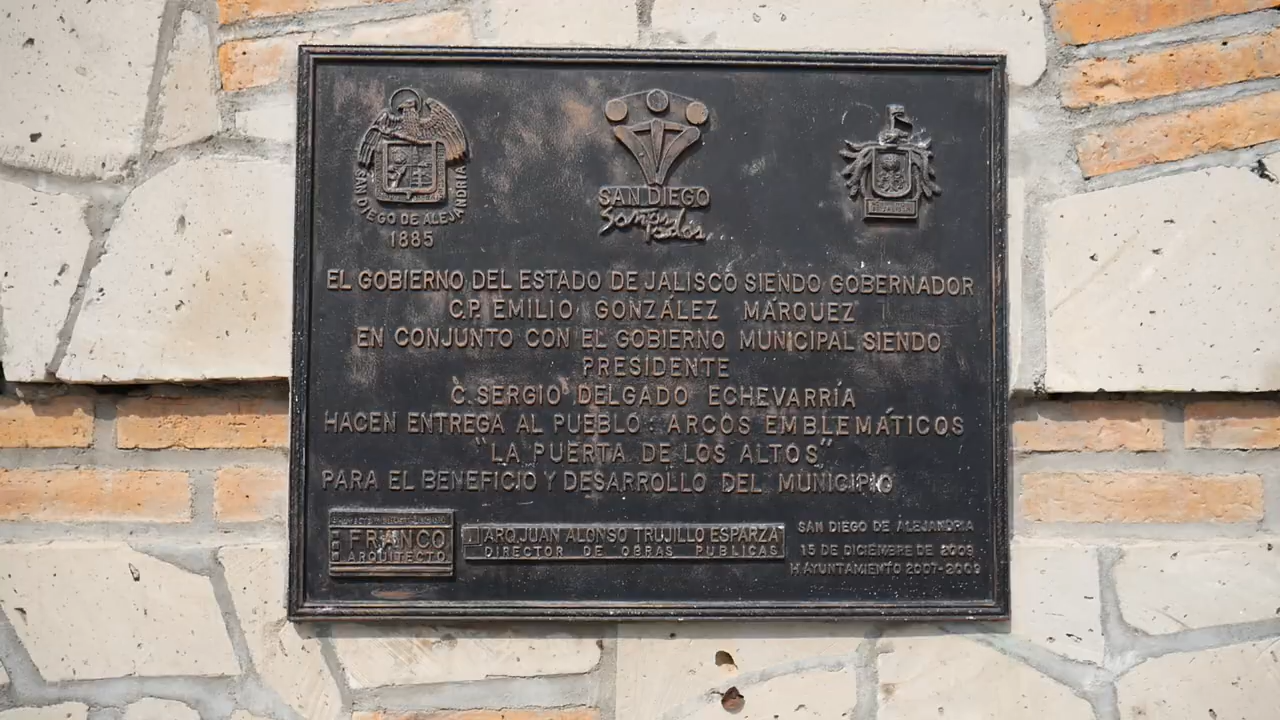 SAN DIEGO DE ALEJANDRIA
1885
SAN DIEGO
Somos Todos
EL GOBIERNO DEL ESTADO DE JALISCO SIENDO GOBERNADOR
C.P. EMILIO GONZÁLEZ MÁRQUEZ
EN CONJUNTO CON EL GOBIERNO MUNICIPAL SIENDO
PRESIDENTE
C. SERGIO DELGADO ECHEVARRÍA
HACEN ENTREGA AL PUEBLO: ARCOS EMBLEMÁTICOS
"LA PUERTA DE LOS ALTOS"
PARA EL BENEFICIO Y DESARROLLO DEL MUNICIPIO
FRANCO
ARQUITECTO
ARQ. JUAN ALONSO TRUJILLO ESPARZA
DIRECTOR DE OBRAS PUBLICAS
SAN DIEGO DE ALEJANDRIA
15 DE DICIEMBRE DE 2009
H.AYUNTAMIENTO 2007-2009